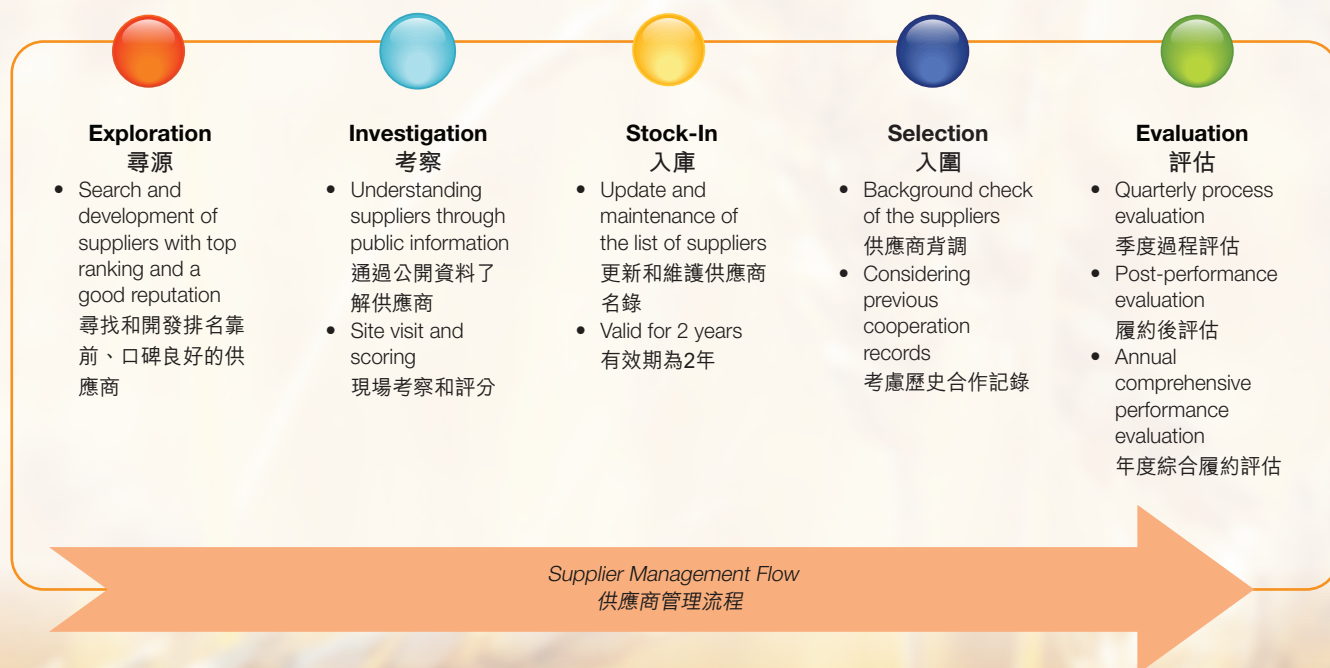 Exploration
尋源
• Search and
development of
suppliers with top
ranking and a
good reputation
尋找和開發排名靠
前、口碑良好的供
應商
Investigation
考察
• Understanding
suppliers through
public information
通過公開資料了
解供應商
• Site visit and
scoring
現場考察和評分
Stock-In
入庫
• Update and
maintenance of
the list of suppliers
更新和維護供應商
名錄
• Valid for 2 years
有效期為2年
Selection
入圍
• Background check
of the suppliers
供應商背調
• Considering
previous
cooperation
records
考慮歷史合作記錄
Evaluation
評估
• Quarterly process
evaluation
季度過程評估
• Post-performance
evaluation
履約後評估
• Annual
comprehensive
performance
evaluation
年度綜合履約評估
Supplier Management Flow
供應商管理流程